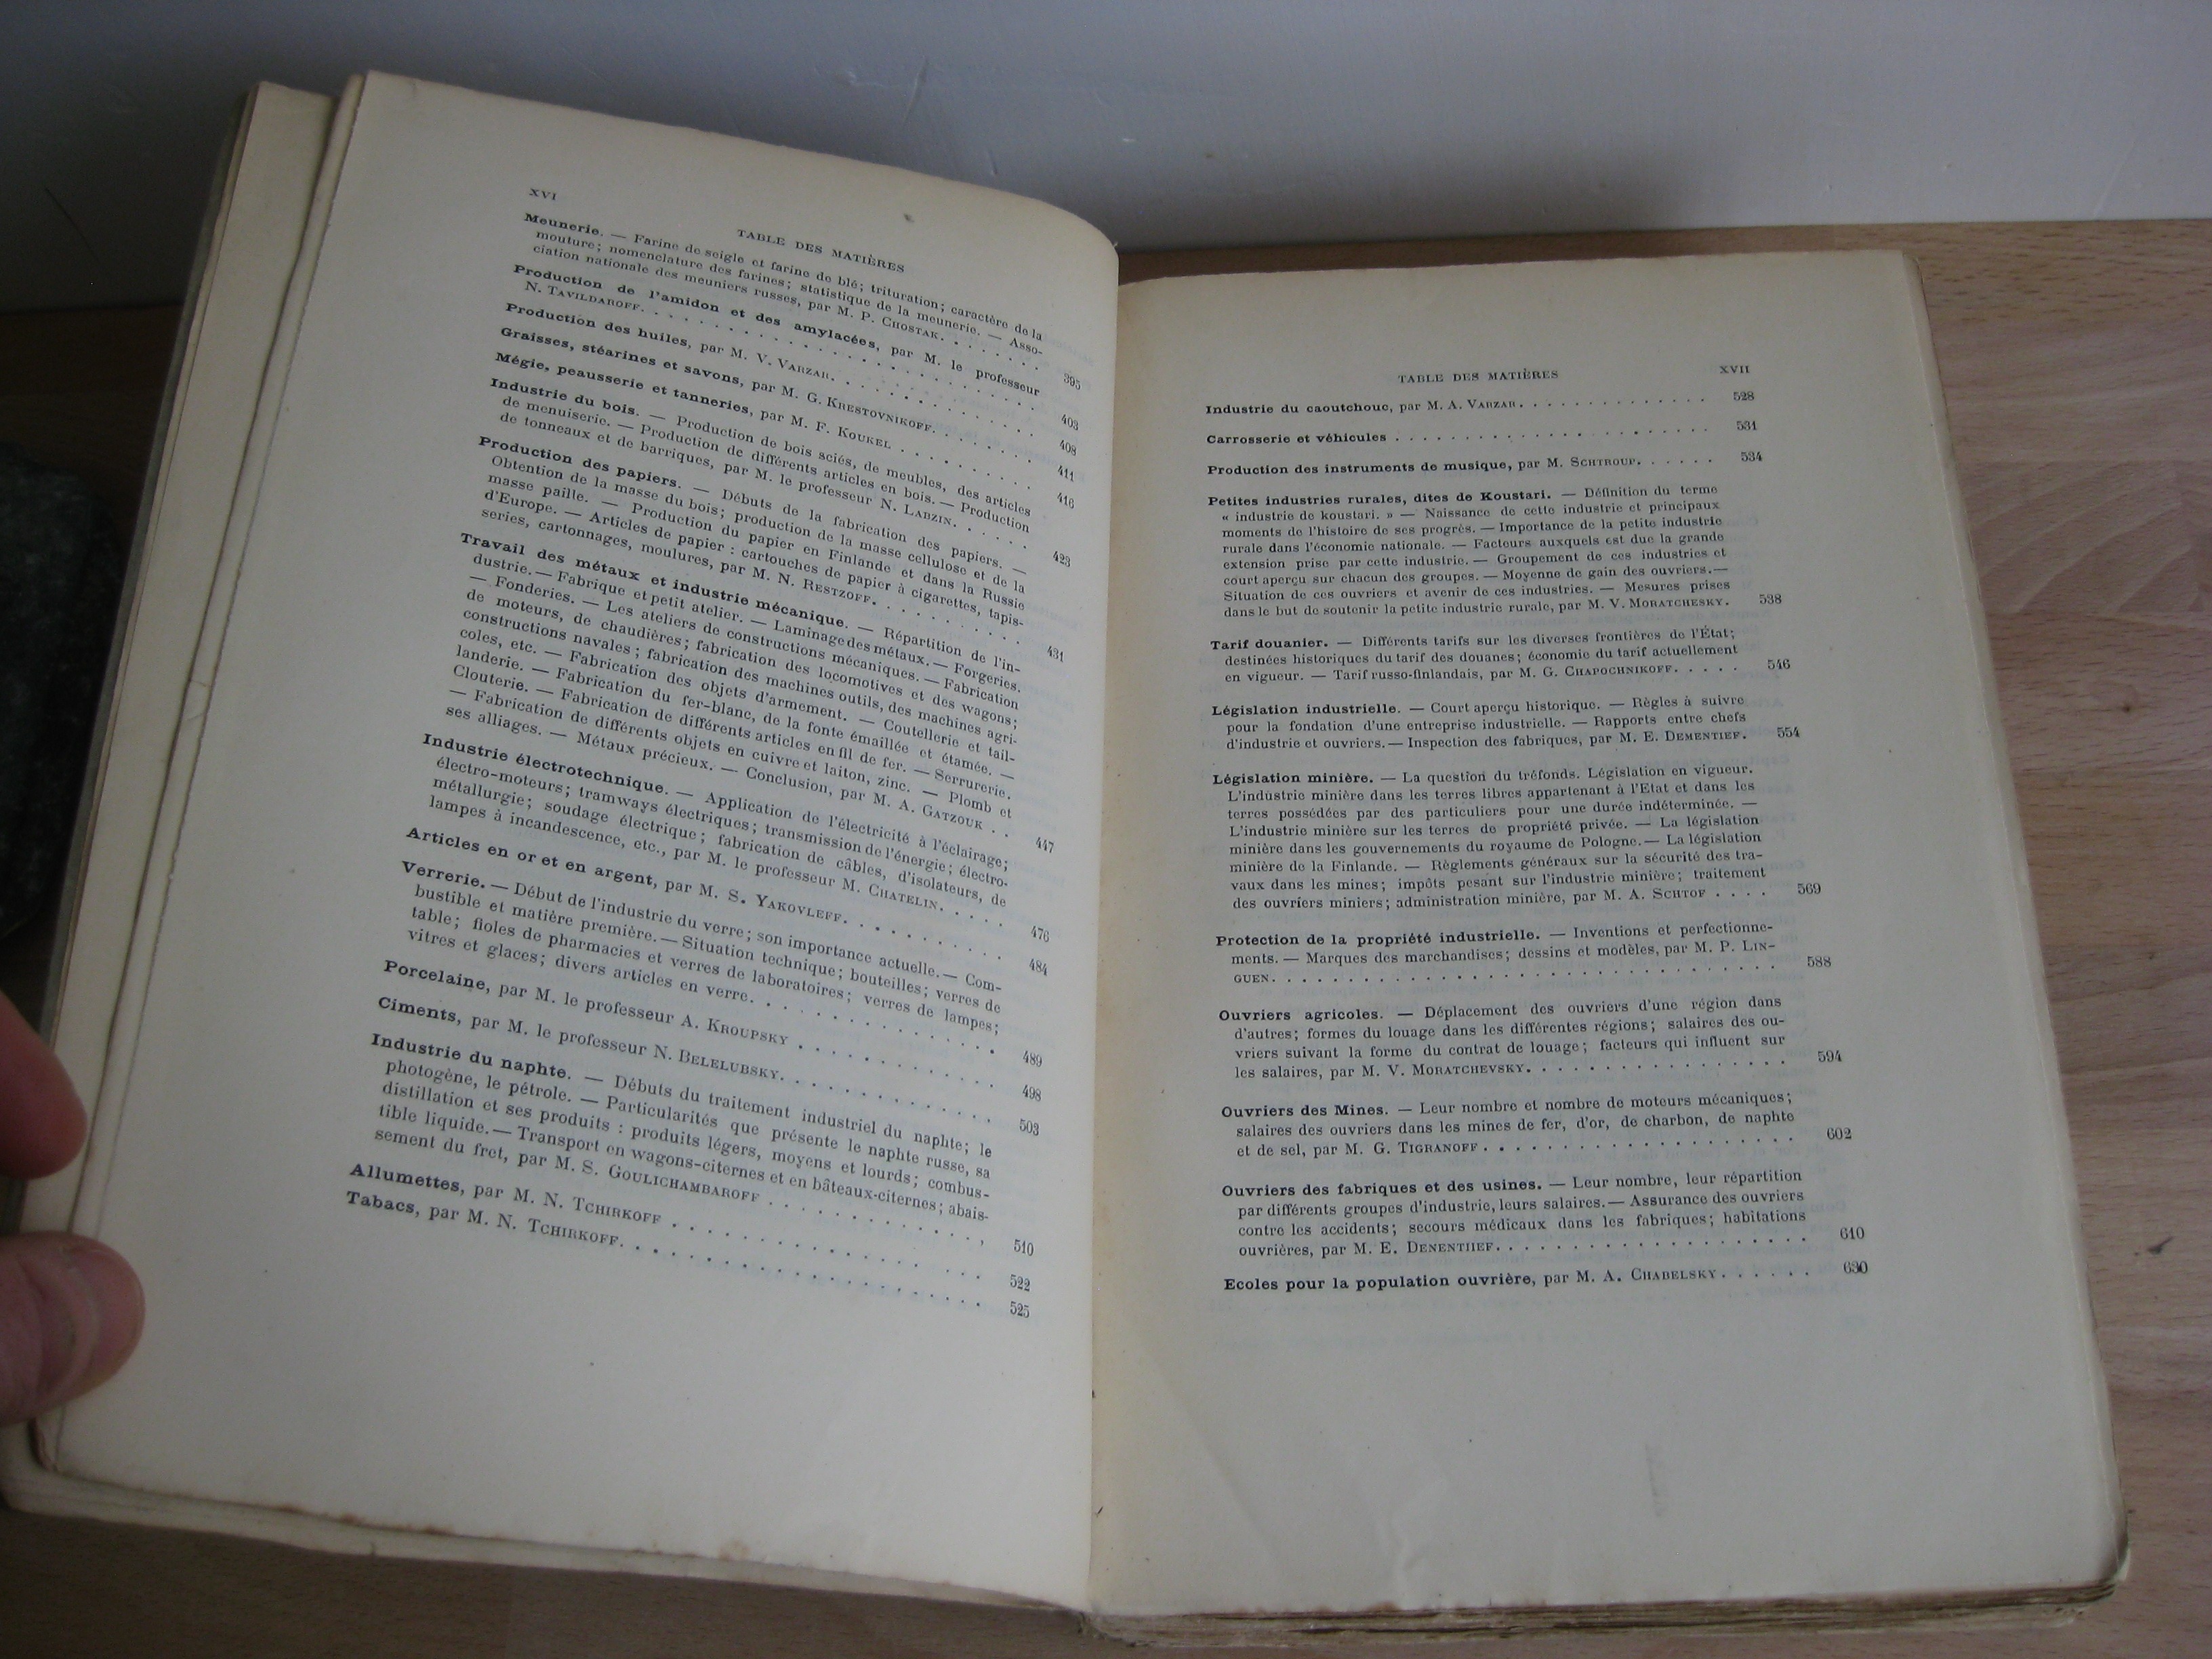 XVI
TABLE DES MATIÈRES
Meunerie. — Farine de seigle et farine de blé; trituration; caractère de la
mouture; nomenclature des farines; statistique de la meunerie. — Asso-
ciation nationale des meuniers russes, par M. P. CHOSTAK. . . . . . . . 395
Production de l'amidon et des amylacées, par M. le professeur
N. TAVILDAROFF. . . . . . . . . . . . . . . . . . . . 403
Production des huiles, par M. V. VARZAR. . . . . . . . . . . . . 408
Graisses, stéarines et savons, par M. G. KRESTOVNIKOFF. . . . . . . 411
Mégie, peausserie et tanneries, par M. F. KOUKEL . . . . . . . . 416
Industrie du bois. — Production de bois sciés, de meubles, des articles
de menuiserie. — Production de différents articles en bois. — Production
de tonneaux et de barriques, par M. le professeur N. LABZIN. . . . . . 423
Production des papiers. — Débuts de la fabrication des papiers. —
Obtention de la masse du bois; production de la masse cellulose et de la
masse paille. — Production du papier en Finlande et dans la Russie
d'Europe. — Articles de papier : cartouches de papier à cigarettes, tapis-
series, cartonnages, moulures, par M. N. RESTZOFF. . . . . . . . . 431
Travail des métaux et industrie mécanique. — Répartition de l'in-
dustrie. — Fabrique et petit atelier. — Laminage des métaux. — Forgeries.
— Fonderies. — Les ateliers de constructions mécaniques. — Fabrication
de moteurs, de chaudières; fabrication des locomotives et des wagons;
constructions navales; fabrication des machines outils, des machines agri-
coles, etc. — Fabrication des objets d'armement. — Coutellerie et tail-
landerie. — Fabrication du fer-blanc, de la fonte émaillée et étamée. —
Clouterie. — Fabrication de différents articles en fil de fer. — Serrurerie.
— Fabrication de différents objets en cuivre et laiton, zinc. — Plomb et
ses alliages. — Métaux précieux. — Conclusion, par M. A. GATZOUK . . 447
Industrie électrotechnique. — Application de l'électricité à l'éclairage;
électro-moteurs; tramways électriques; transmission de l'énergie; électro-
métallurgie; soudage électrique; fabrication de câbles, d'isolateurs, de
lampes à incandescence, etc., par M. le professeur M. CHATELIN. . . . . 476
Articles en or et en argent, par M. S. YAKOVLEFF. . . . . . . . . 484
Verrerie. — Début de l'industrie du verre; son importance actuelle. — Com-
bustible et matière première. — Situation technique; bouteilles; verres de
table; fioles de pharmacies et verres de laboratoires; verres de lampes;
vitres et glaces; divers articles en verre. . . . . . . . . . . . . 489
Porcelaine, par M. le professeur A. KROUPSKY . . . . . . . . . . 498
Ciments, par M. le professeur N. BELELUBSKY. . . . . . . . . . . 503
Industrie du naphte. — Débuts du traitement industriel du naphte; le
photogène, le pétrole. — Particularités que présente le naphte russe, sa
distillation et ses produits : produits légers, moyens et lourds; combus-
tible liquide. — Transport en wagons-citernes et en bâteaux-citernes; abais-
sement du fret, par M. S. GOULICHAMBAROFF . . . . . . . . . . . 510
Allumettes, par M. N. TCHIRKOFF . . . . . . . . . . . . . . 522
Tabacs, par M. N. TCHIRKOFF. . . . . . . . . . . . . . . . . 525
TABLE DES MATIÈRES XVII
Industrie du caoutchouc, par M. A. VARZAR. . . . . . . . . . . . . 528
Carrosserie et véhicules . . . . . . . . . . . . . . . . . . . . 531
Production des instruments de musique, par M. SCHTROUP. . . . . . 534
Petites industries rurales, dites de Koustari. — Définition du terme
« industrie de koustari. » — Naissance de cette industrie et principaux
moments de l'histoire de ses progrès. — Importance de la petite industrie
rurale dans l'économie nationale. — Facteurs auxquels est due la grande
extension prise par cette industrie. — Groupement de ces industries et
court aperçu sur chacun des groupes. — Moyenne de gain des ouvriers. —
Situation de ces ouvriers et avenir de ces industries. — Mesures prises
dans le but de soutenir la petite industrie rurale, par M. V. MORATCHESKY. 538
Tarif douanier. — Différents tarifs sur les diverses frontières de l'État;
destinées historiques du tarif des douanes; économie du tarif actuellement
en vigueur. — Tarif russo-finlandais, par M. G. CHAPOCHNIKOFF. . . . . 546
Législation industrielle. — Court aperçu historique. — Règles à suivre
pour la fondation d'une entreprise industrielle. — Rapports entre chefs
d'industrie et ouvriers. — Inspection des fabriques, par M. E. DEMENTIEF. 554
Législation minière. — La question du tréfonds. Législation en vigueur.
L'industrie minière dans les terres libres appartenant à l'Etat et dans les
terres possédées par des particuliers pour une durée indéterminée. —
L'industrie minière sur les terres de propriété privée. — La législation
minière dans les gouvernements du royaume de Pologne. — La législation
minière de la Finlande. — Règlements généraux sur la sécurité des tra-
vaux dans les mines; impôts pesant sur l'industrie minière; traitement
des ouvriers miniers; administration minière, par M. A. SCHTOF . . . . 569
Protection de la propriété industrielle. — Inventions et perfectionne-
ments. — Marques des marchandises; dessins et modèles, par M. P. LIN-
GUEN. . . . . . . . . . . . . . . . . . . . . . . . . . . . . 588
Ouvriers agricoles. — Déplacement des ouvriers d'une région dans
d'autres; formes du louage dans les différentes régions; salaires des ou-
vriers suivant la forme du contrat de louage; facteurs qui influent sur
les salaires, par M. V. MORATCHEVSKY. . . . . . . . . . . . . . . 594
Ouvriers des Mines. — Leur nombre et nombre de moteurs mécaniques;
salaires des ouvriers dans les mines de fer, d'or, de charbon, de naphte
et de sel, par M. G. TIGRANOFF . . . . . . . . . . . . . . . . . 602
Ouvriers des fabriques et des usines. — Leur nombre, leur répartition
par différents groupes d'industrie, leurs salaires. — Assurance des ouvriers
contre les accidents; secours médicaux dans les fabriques; habitations
ouvrières, par M. E. DENENTIIEF. . . . . . . . . . . . . . . . . . 610
Ecoles pour la population ouvrière, par M. A. CHABELSKY. . . . . . 630